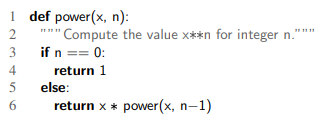 1 def power(x, n):
2 """Compute the value x**n for integer n."""
3 if n == 0:
4 return 1
5 else:
6 return x * power(x, n−1)